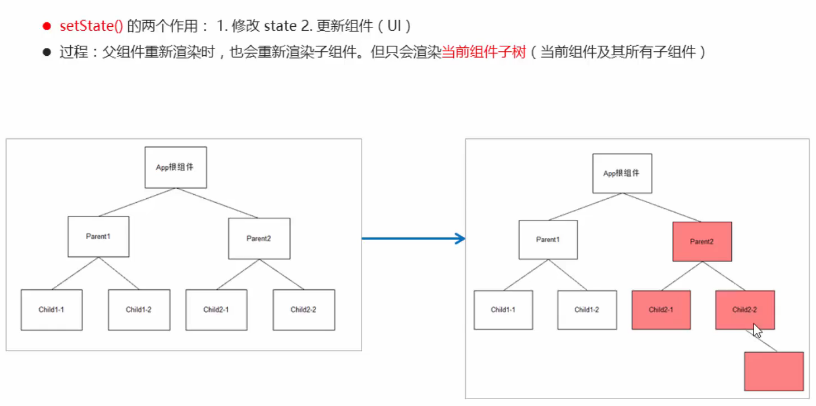 setState() 的两个作用： 1. 修改 state 2. 更新组件（UI）
过程：父组件重新渲染时，也会重新渲染子组件。但只会渲染当前组件子树（当前组件及其所有子组件）
App根组件
Parent1
Parent2
Child1-1
Child1-2
Child2-1
Child2-2
App根组件
Parent1
Parent2
Child1-1
Child1-2
Child2-1
Child2-2